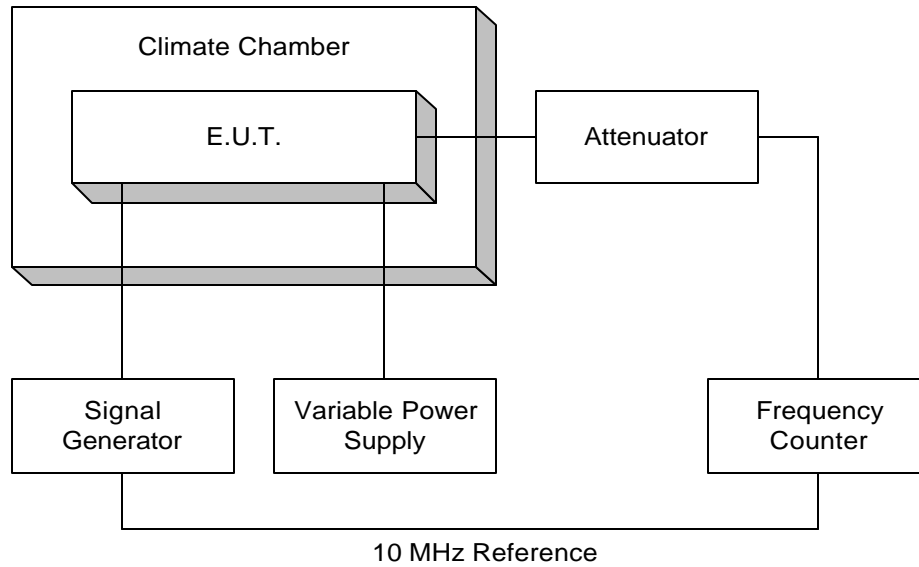 Climate Chamber
E.U.T.
Attenuator
Signal
Generator
Variable Power
Supply
Frequency
Counter
10 MHz Reference